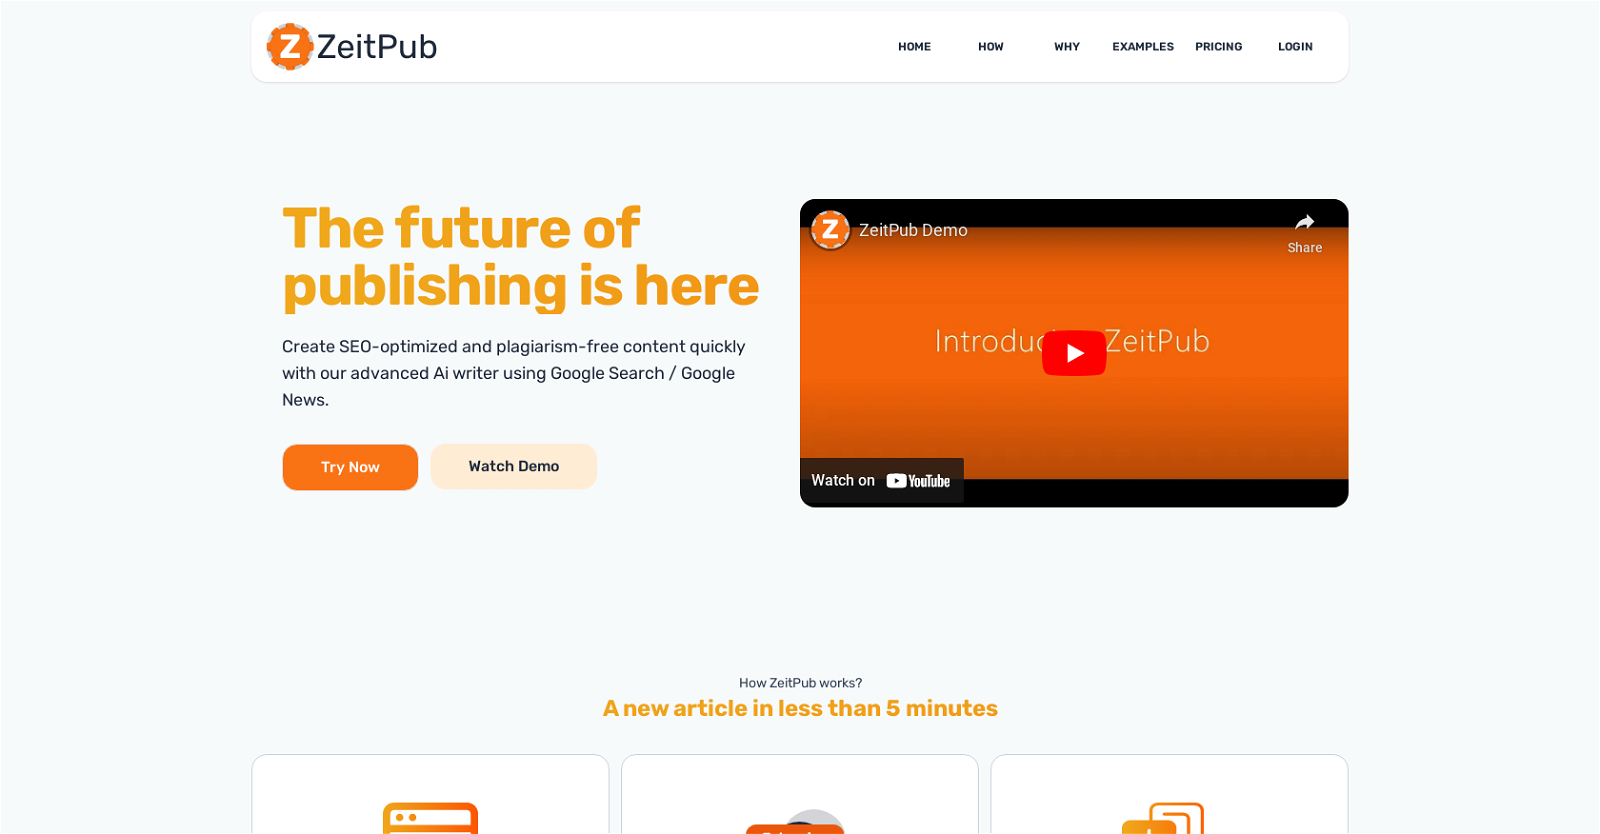 Z ZeitPub
HOME HOW WHY EXAMPLES PRICING LOGIN
The future of
publishing is here
Create SEO-optimized and plagiarism-free content quickly
with our advanced Ai writer using Google Search / Google
News.
Try Now Watch Demo
Z ZeitPub Demo
Share
ZeitPub
Watch on YouTube
How ZeitPub works?
A new article in less than 5 minutes